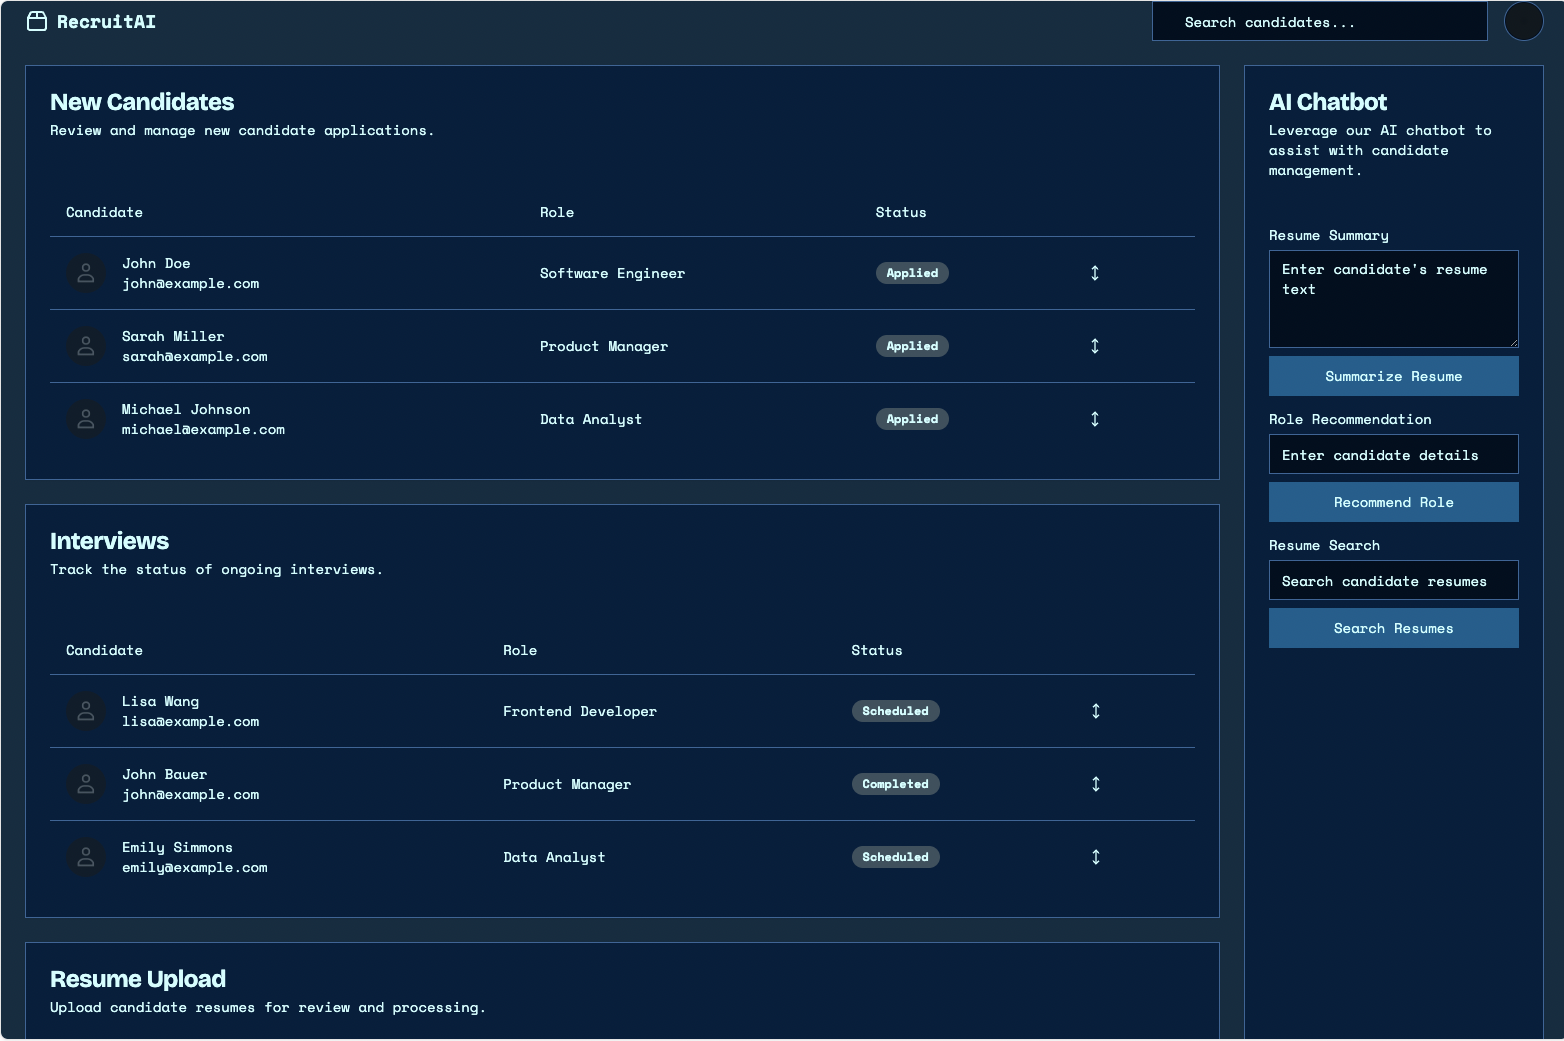 RecruitAI
Search candidates...
New Candidates
Review and manage new candidate applications.
Candidate Role Status
John Doe
john@example.com
Software Engineer Applied
Sarah Miller
sarah@example.com
Product Manager Applied
Michael Johnson
michael@example.com
Data Analyst Applied
Interviews
Track the status of ongoing interviews.
Candidate Role Status
Lisa Wang
lisa@example.com
Frontend Developer Scheduled
John Bauer
john@example.com
Product Manager Completed
Emily Simmons
emily@example.com
Data Analyst Scheduled
Resume Upload
Upload candidate resumes for review and processing.
AI Chatbot
Leverage our AI chatbot to
assist with candidate
management.
Resume Summary
Enter candidate's resume
text
Summarize Resume
Role Recommendation
Enter candidate details
Recommend Role
Resume Search
Search candidate resumes
Search Resumes